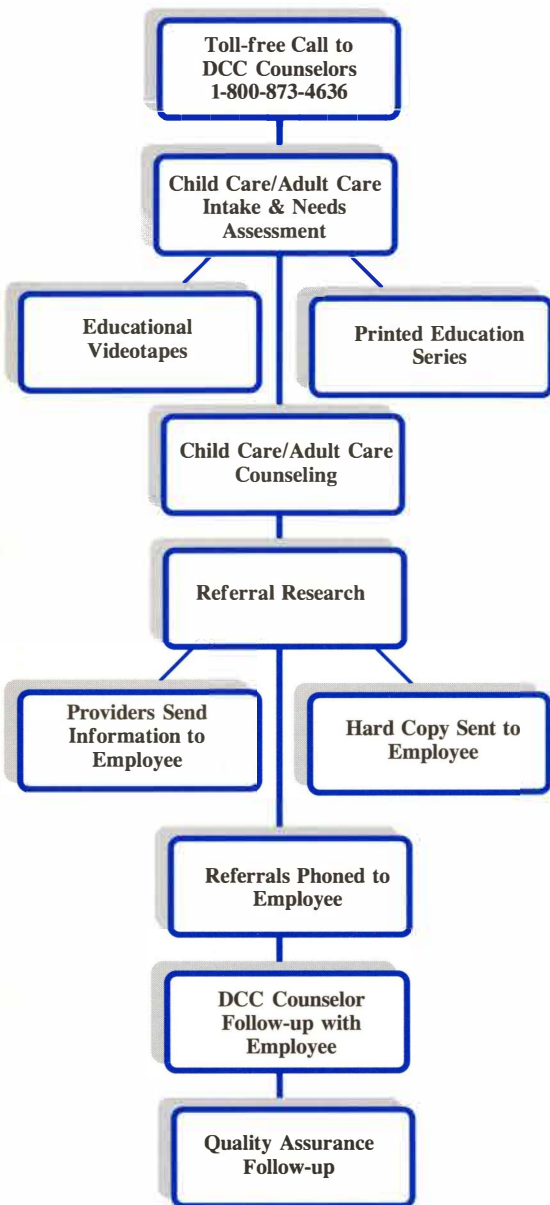 Toll-free Call to
DCC Counselors
1-800-873-4636
Child Care/Adult Care
Intake & Needs
Assessment
Educational
Videotapes
Printed Education
Series
Child Care/Adult Care
Counseling
Referral Research
Providers Send
Information to
Employee
Hard Copy Sent to
Employee
Referrals Phoned to
Employee
DCC Counselor
Follow-up with
Employee
Quality Assurance
Follow-up